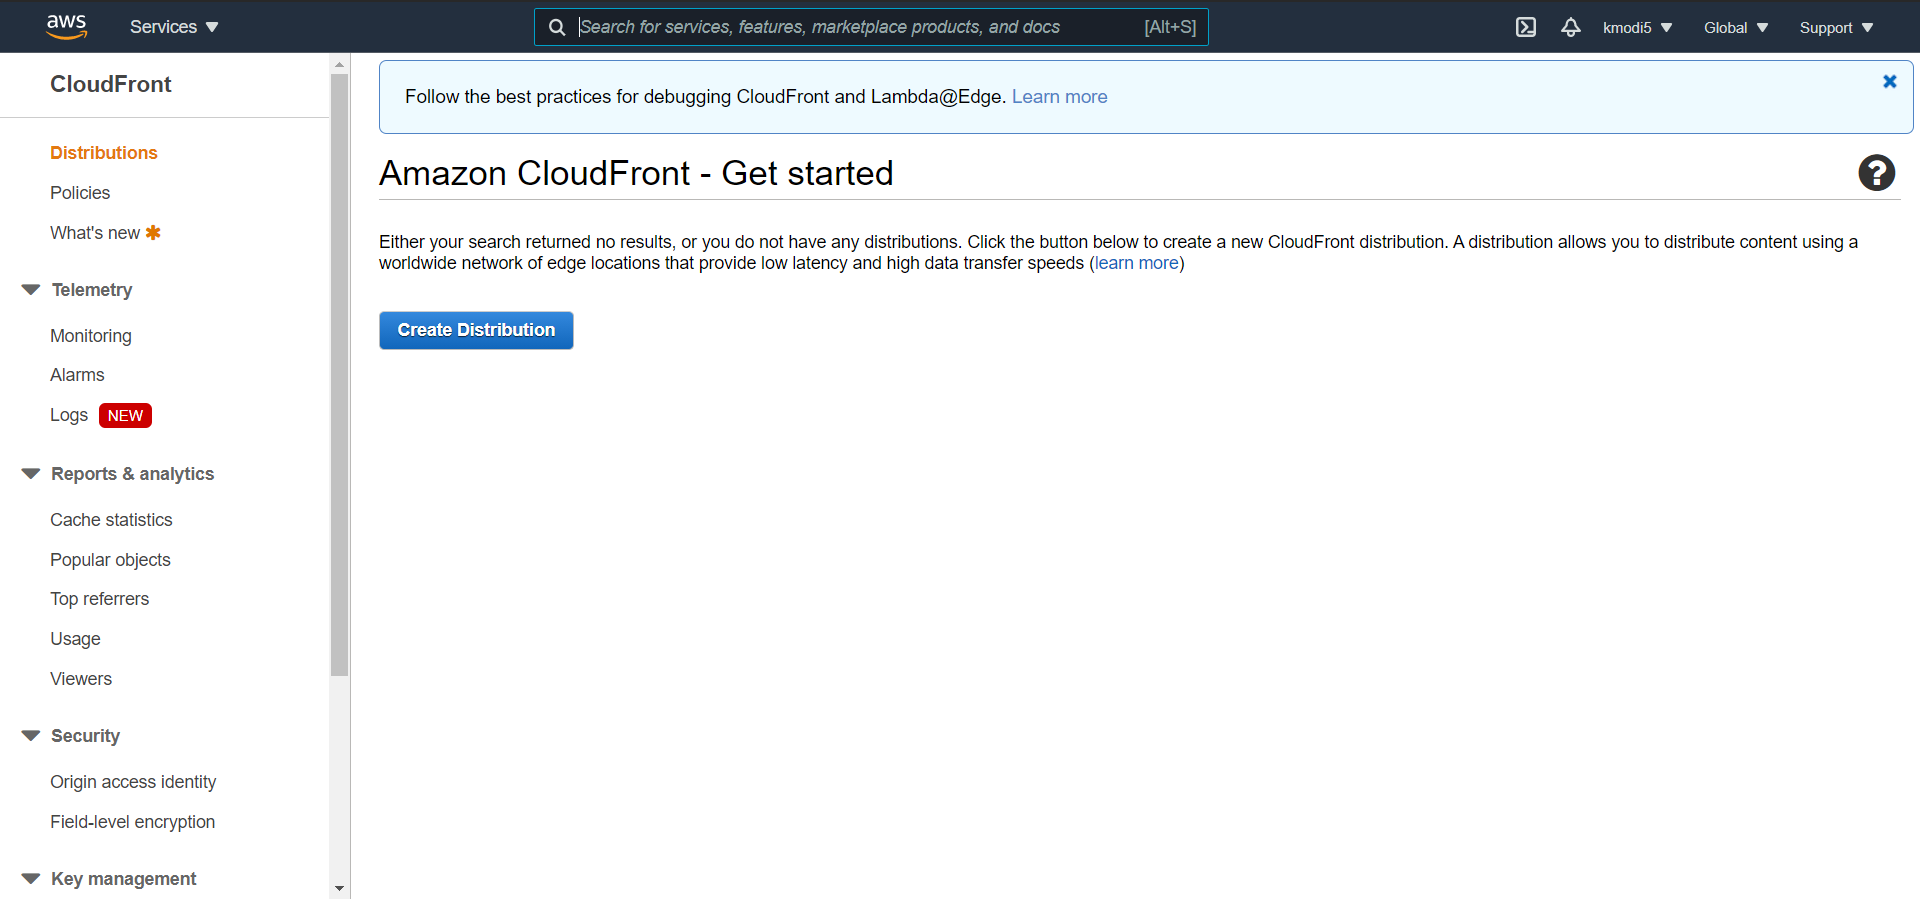 aws
Services
Search for services, features, marketplace products, and docs
[Alt+S]
kmodi5
Global
Support
CloudFront
Distributions
Policies
What's new
Telemetry
Monitoring
Alarms
Logs NEW
Reports & analytics
Cache statistics
Popular objects
Top referrers
Usage
Viewers
Security
Origin access identity
Field-level encryption
Key management
Follow the best practices for debugging CloudFront and Lambda@Edge. Learn more
Amazon CloudFront - Get started
Either your search returned no results, or you do not have any distributions. Click the button below to create a new CloudFront distribution. A distribution allows you to distribute content using a
worldwide network of edge locations that provide low latency and high data transfer speeds (learn more)
Create Distribution